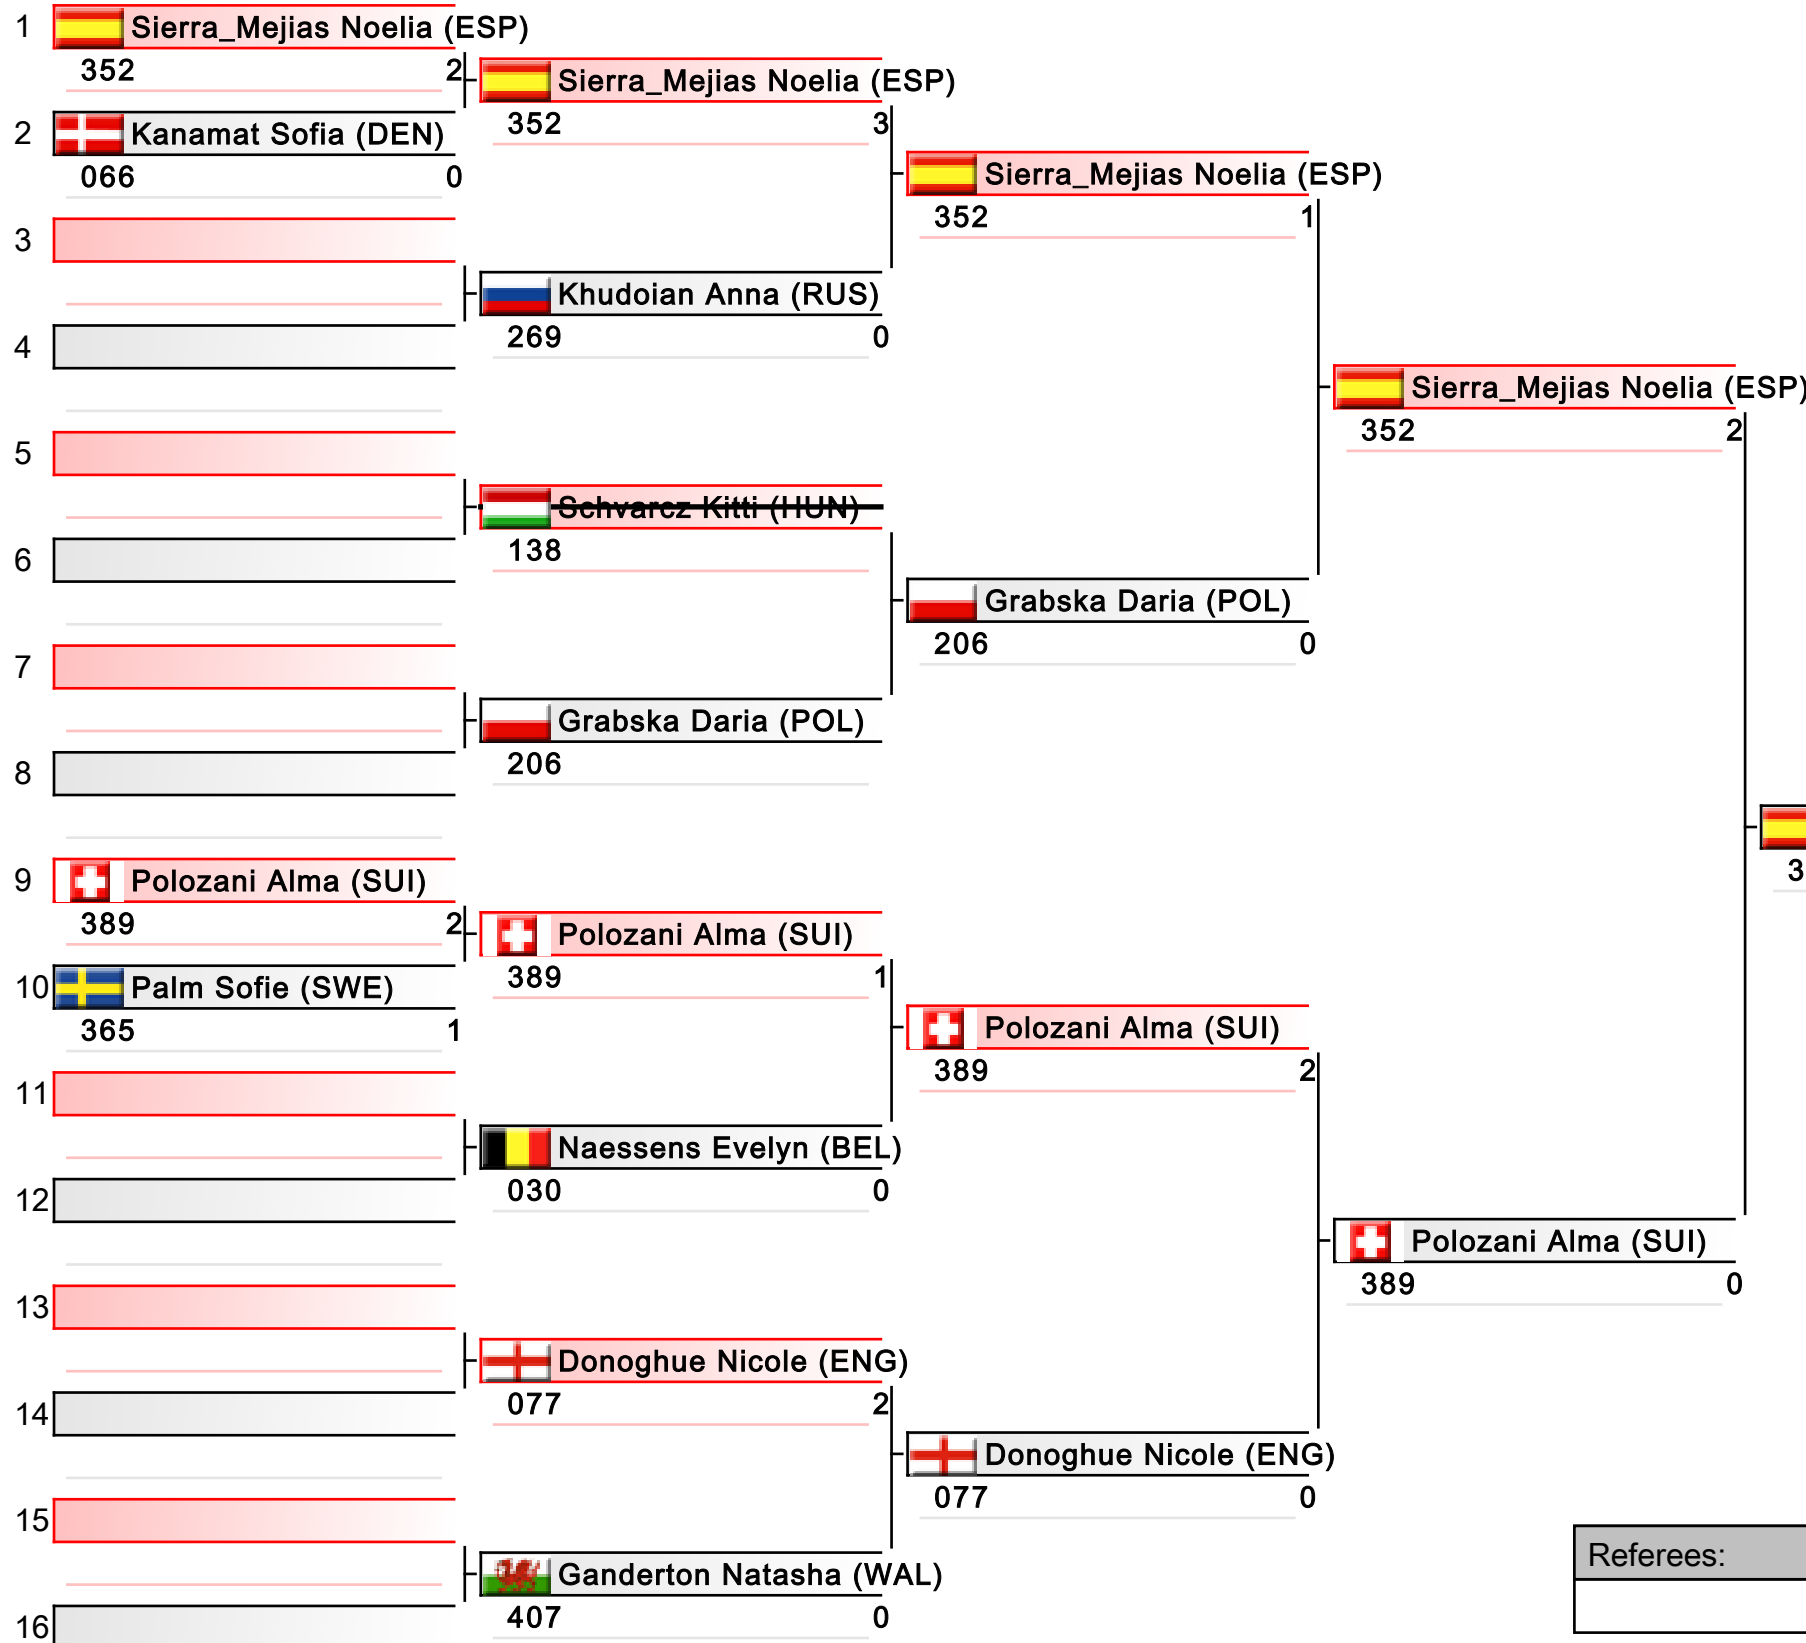 1 Sierra_Mejias Noelia (ESP)
352 2
Sierra_Mejias Noelia (ESP)
352 3
2 Kanamat Sofia (DEN)
066 0
Sierra_Mejias Noelia (ESP)
352 1
3
Khudoian Anna (RUS)
269 0
4
Sierra_Mejias Noelia (ESP)
352 2
5
Schvarcz Kitti (HUN)
138
6
Grabska Daria (POL)
206 0
7
Grabska Daria (POL)
206
8
3
9 Polozani Alma (SUI)
389 2
Polozani Alma (SUI)
389 1
10 Palm Sofie (SWE)
365 1
Polozani Alma (SUI)
389 2
11
Naessens Evelyn (BEL)
030 0
12
Polozani Alma (SUI)
389 0
13
Donoghue Nicole (ENG)
077 2
14
Donoghue Nicole (ENG)
077 0
15
Ganderton Natasha (WAL)
407 0
16
Referees: